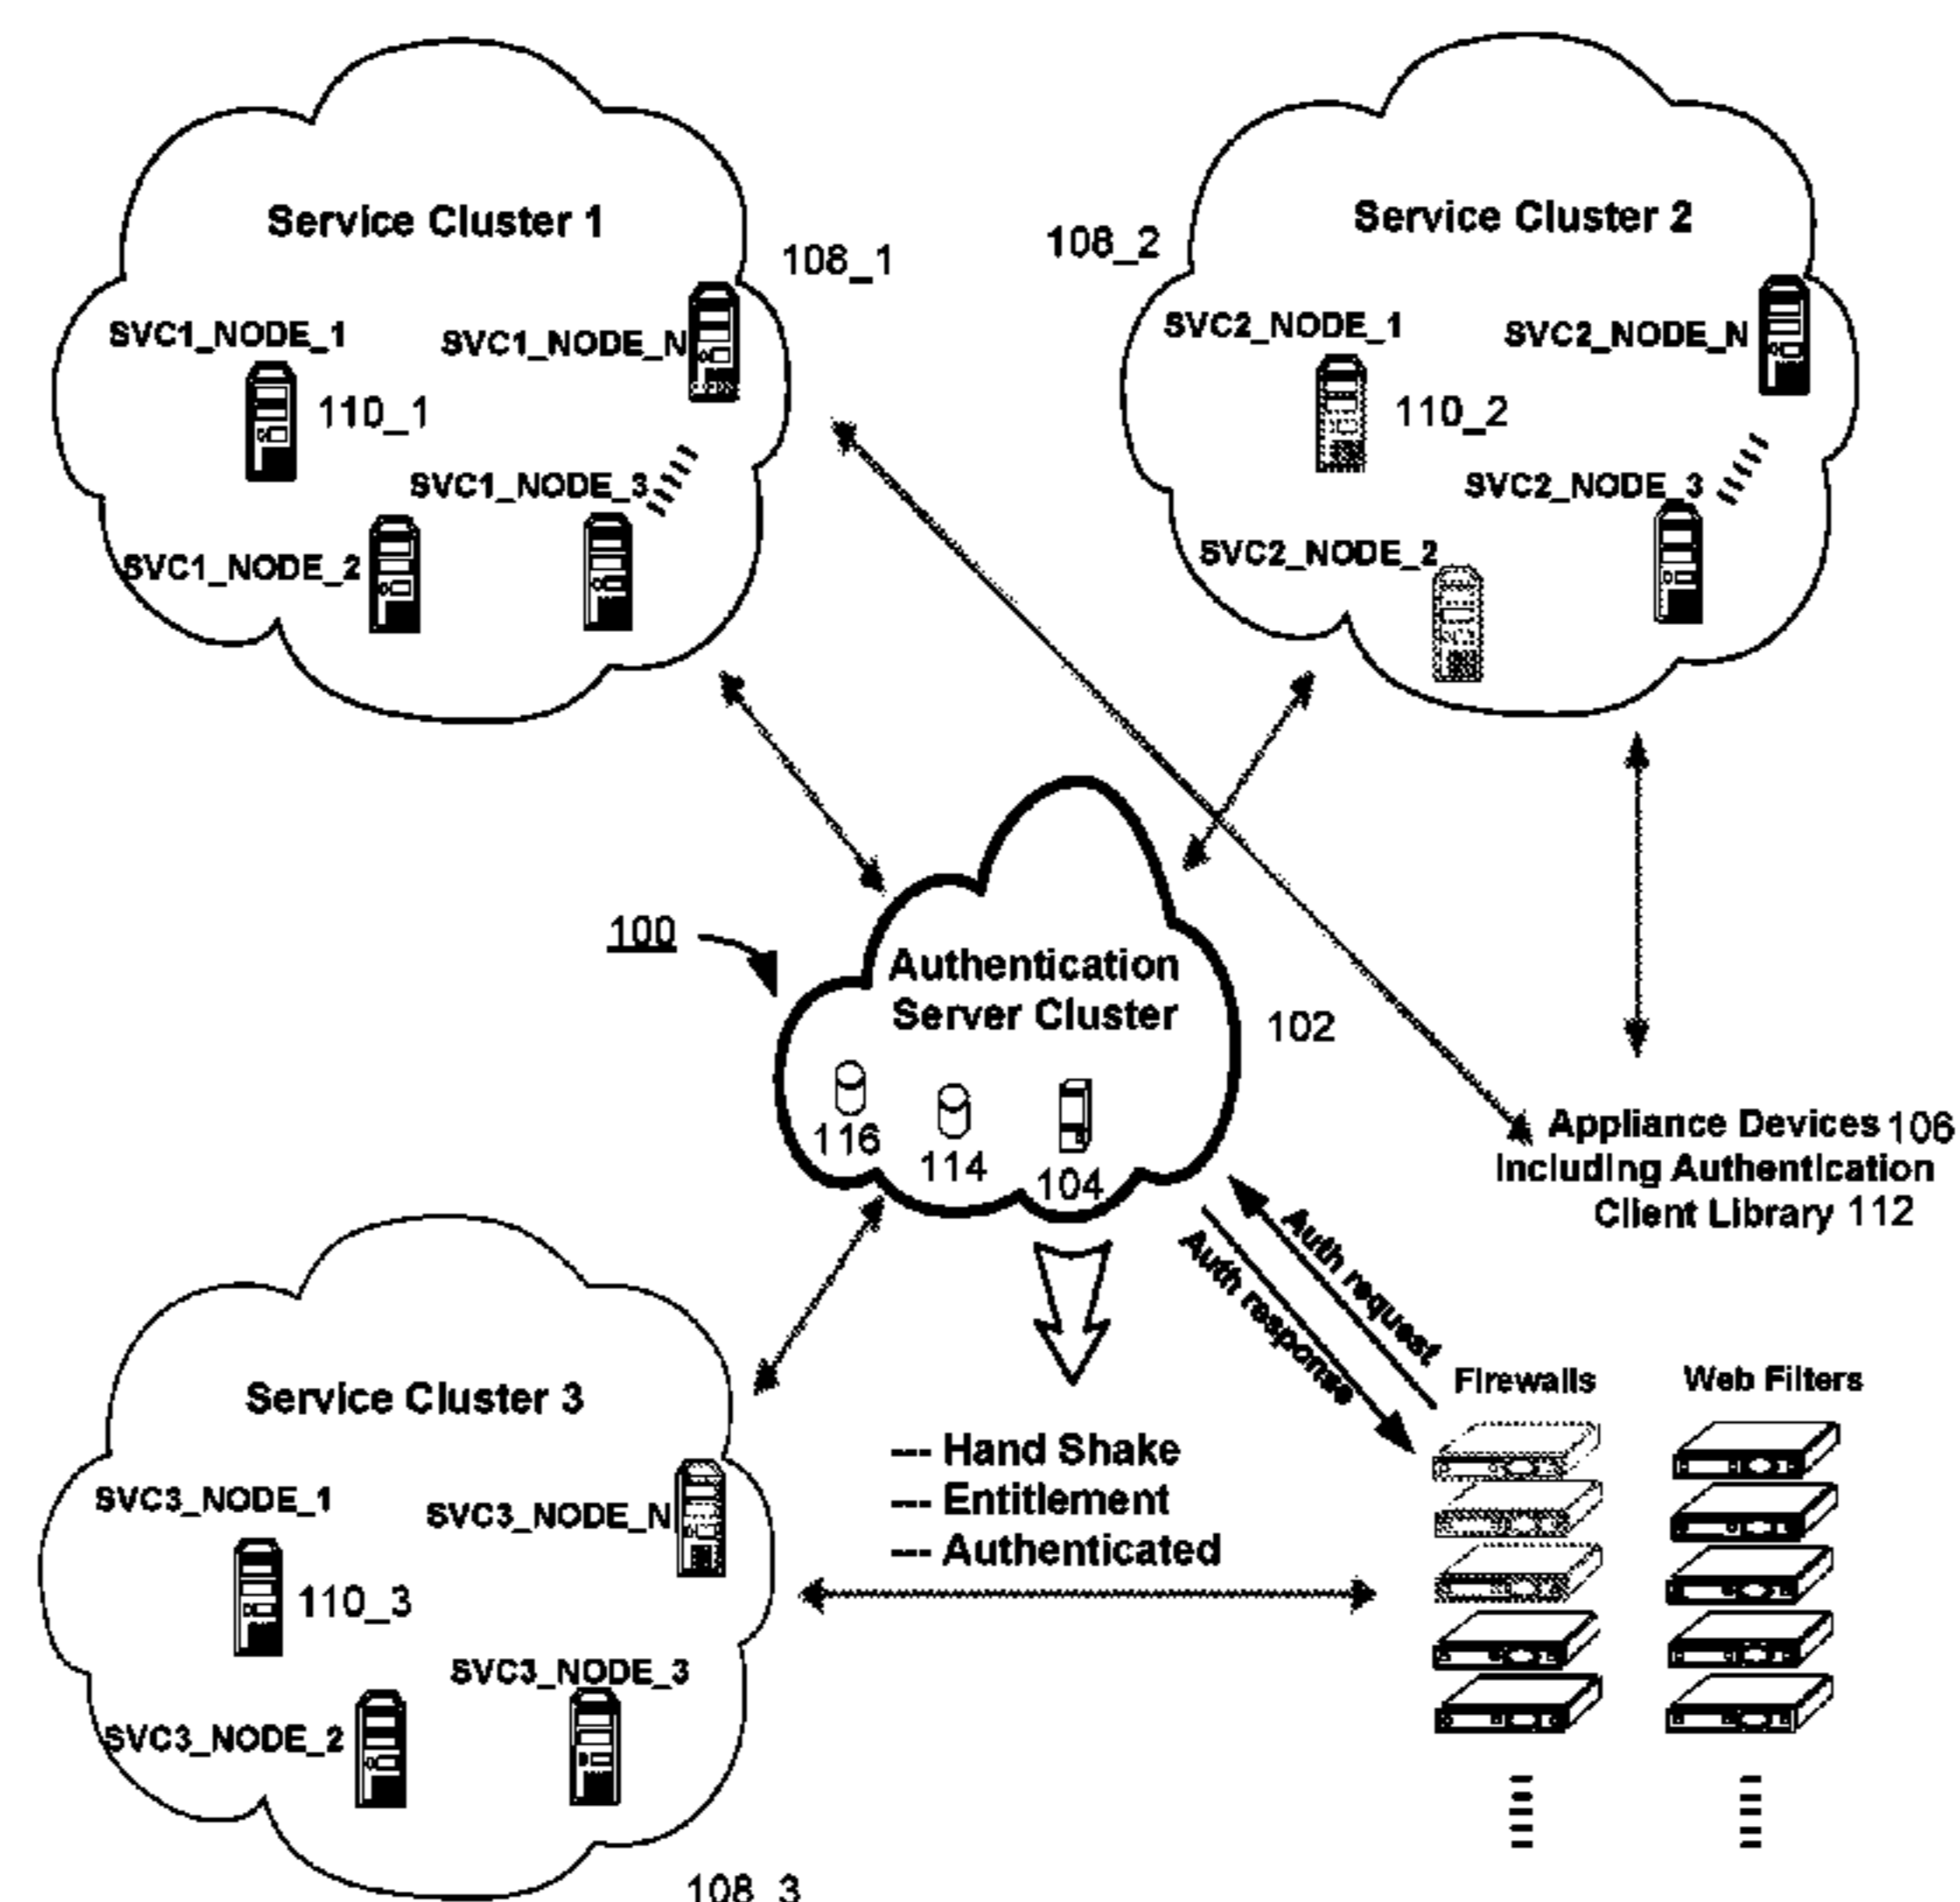 Service Cluster 1
108_1
SVC1_NODE_1
SVC1_NODE_N
110_1
SVC1_NODE_3
SVC1_NODE_2
Service Cluster 2
108_2
SVC2_NODE_1
SVC2_NODE_N
110_2
SVC2_NODE_3
SVC2_NODE_2
100
Authentication
Server Cluster
102
116
114
104
Appliance Devices 106
Including Authentication
Client Library 112
Auth request
Auth response
Firewalls
Web Filters
--- Hand Shake
--- Entitlement
--- Authenticated
Service Cluster 3
SVC3_NODE_1
SVC3_NODE_N
110_3
SVC3_NODE_3
SVC3_NODE_2
108_3